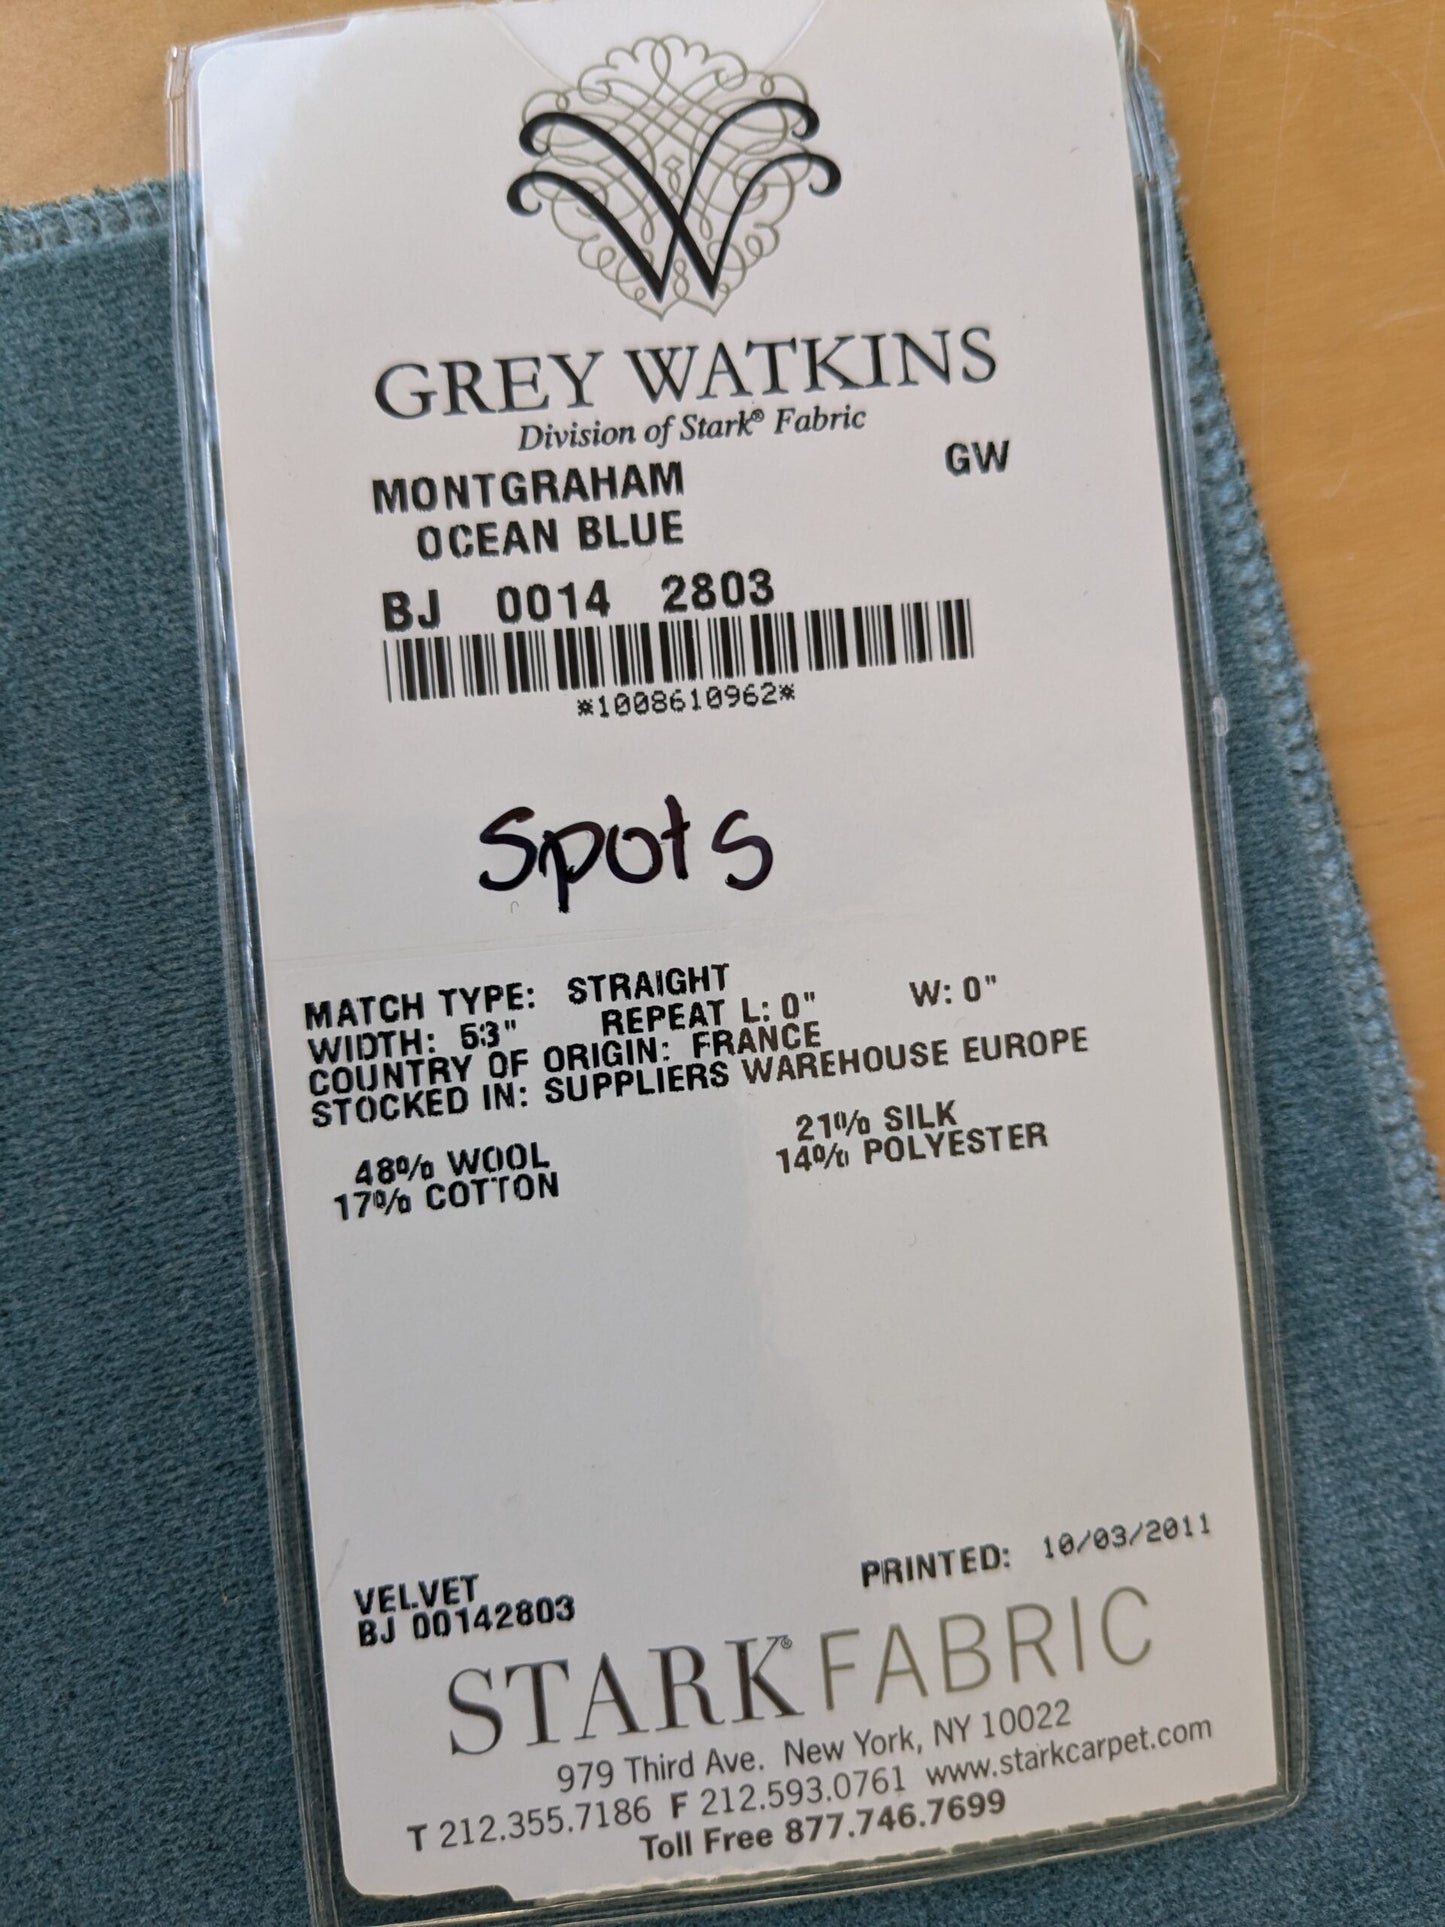 W
GREY WATKINS
Division of Stark® Fabric
MONTGRAHAM GW
OCEAN BLUE
BJ 0014 2803
*1008610962*
Spots
MATCH TYPE: STRAIGHT
WIDTH: 53" REPEAT L: 0" W: 0"
COUNTRY OF ORIGIN: FRANCE
STOCKED IN: SUPPLIERS WAREHOUSE EUROPE
48% WOOL 21% SILK
17% COTTON 14% POLYESTER
VELVET PRINTED: 10/03/2011
BJ 00142803
STARK® FABRIC
979 Third Ave. New York, NY 10022
T 212.355.7186 F 212.593.0761 www.starkcarpet.com
Toll Free 877.746.7699